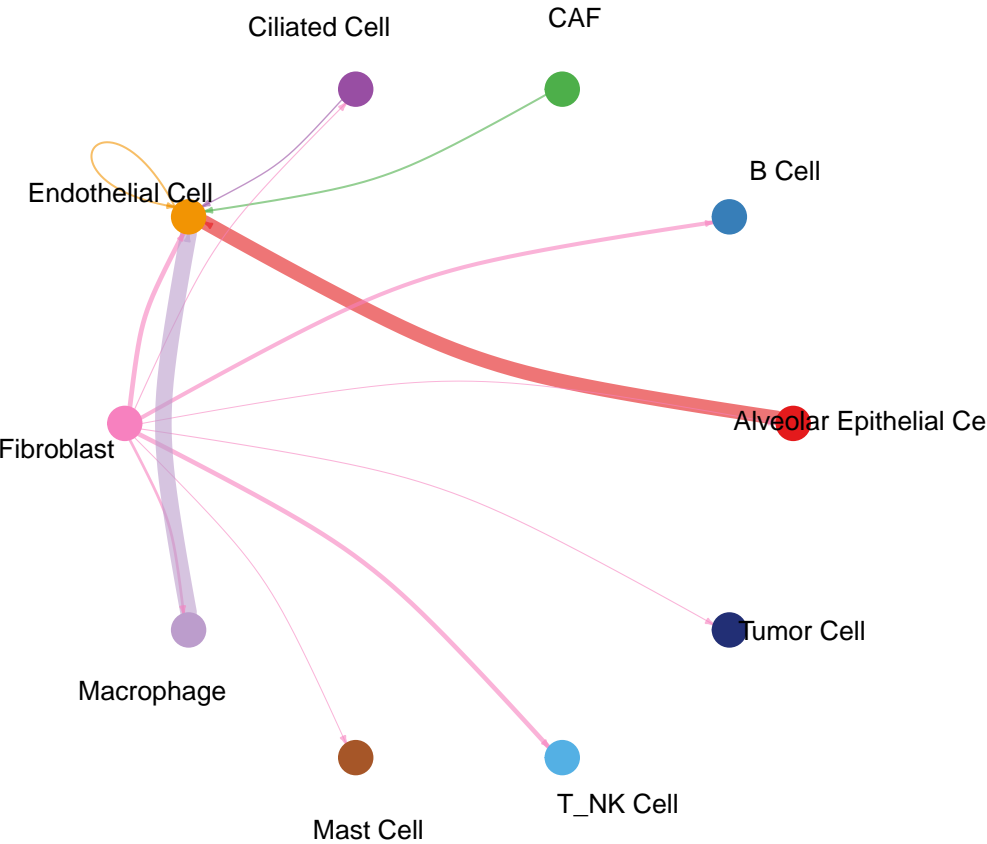 CAF
Ciliated Cell
B Cell
Endothelial Cell
Alveolar Epithelial Ce
Fibroblast
Tumor Cell
Macrophage
T_NK Cell
Mast Cell